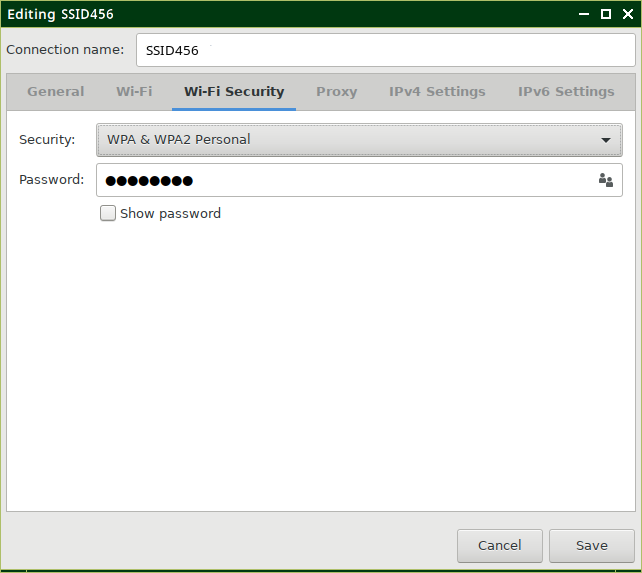 Editing SSID456
Connection name: SSID456
General Wi-Fi Wi-Fi Security Proxy IPv4 Settings IPv6 Settings
Security: WPA & WPA2 Personal
Password: ●●●●●●●●
Show password
Cancel Save